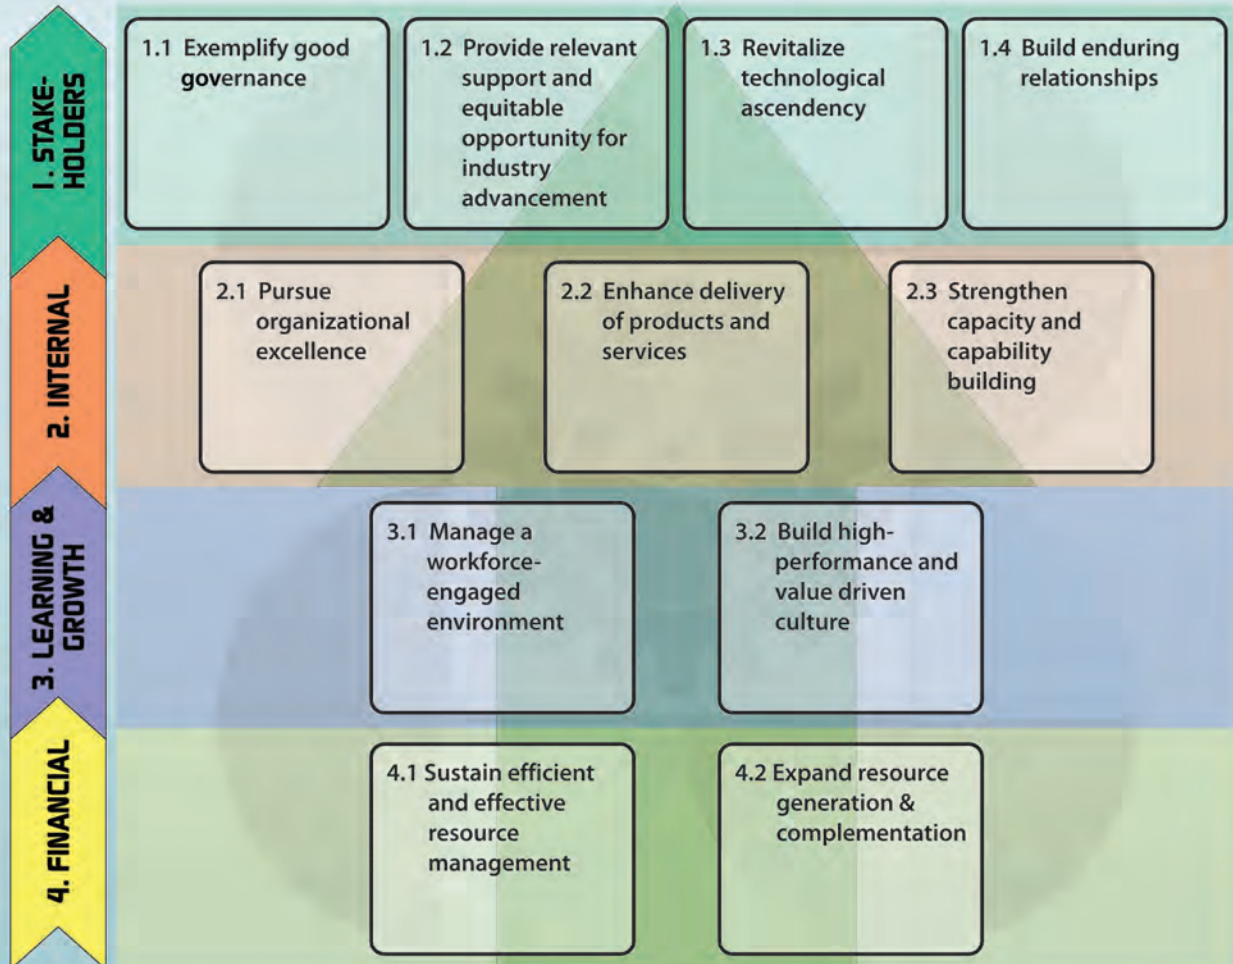 1. STAKE-
HOLDERS
1.1 Exemplify good
governance
1.2 Provide relevant
support and
equitable
opportunity for
industry
advancement
1.3 Revitalize
technological
ascendency
1.4 Build enduring
relationships
2. INTERNAL
2.1 Pursue
organizational
excellence
2.2 Enhance delivery
of products and
services
2.3 Strengthen
capacity and
capability
building
3. LEARNING &
GROWTH
3.1 Manage a
workforce-
engaged
environment
3.2 Build high-
performance and
value driven
culture
4. FINANCIAL
4.1 Sustain efficient
and effective
resource
management
4.2 Expand resource
generation &
complementation